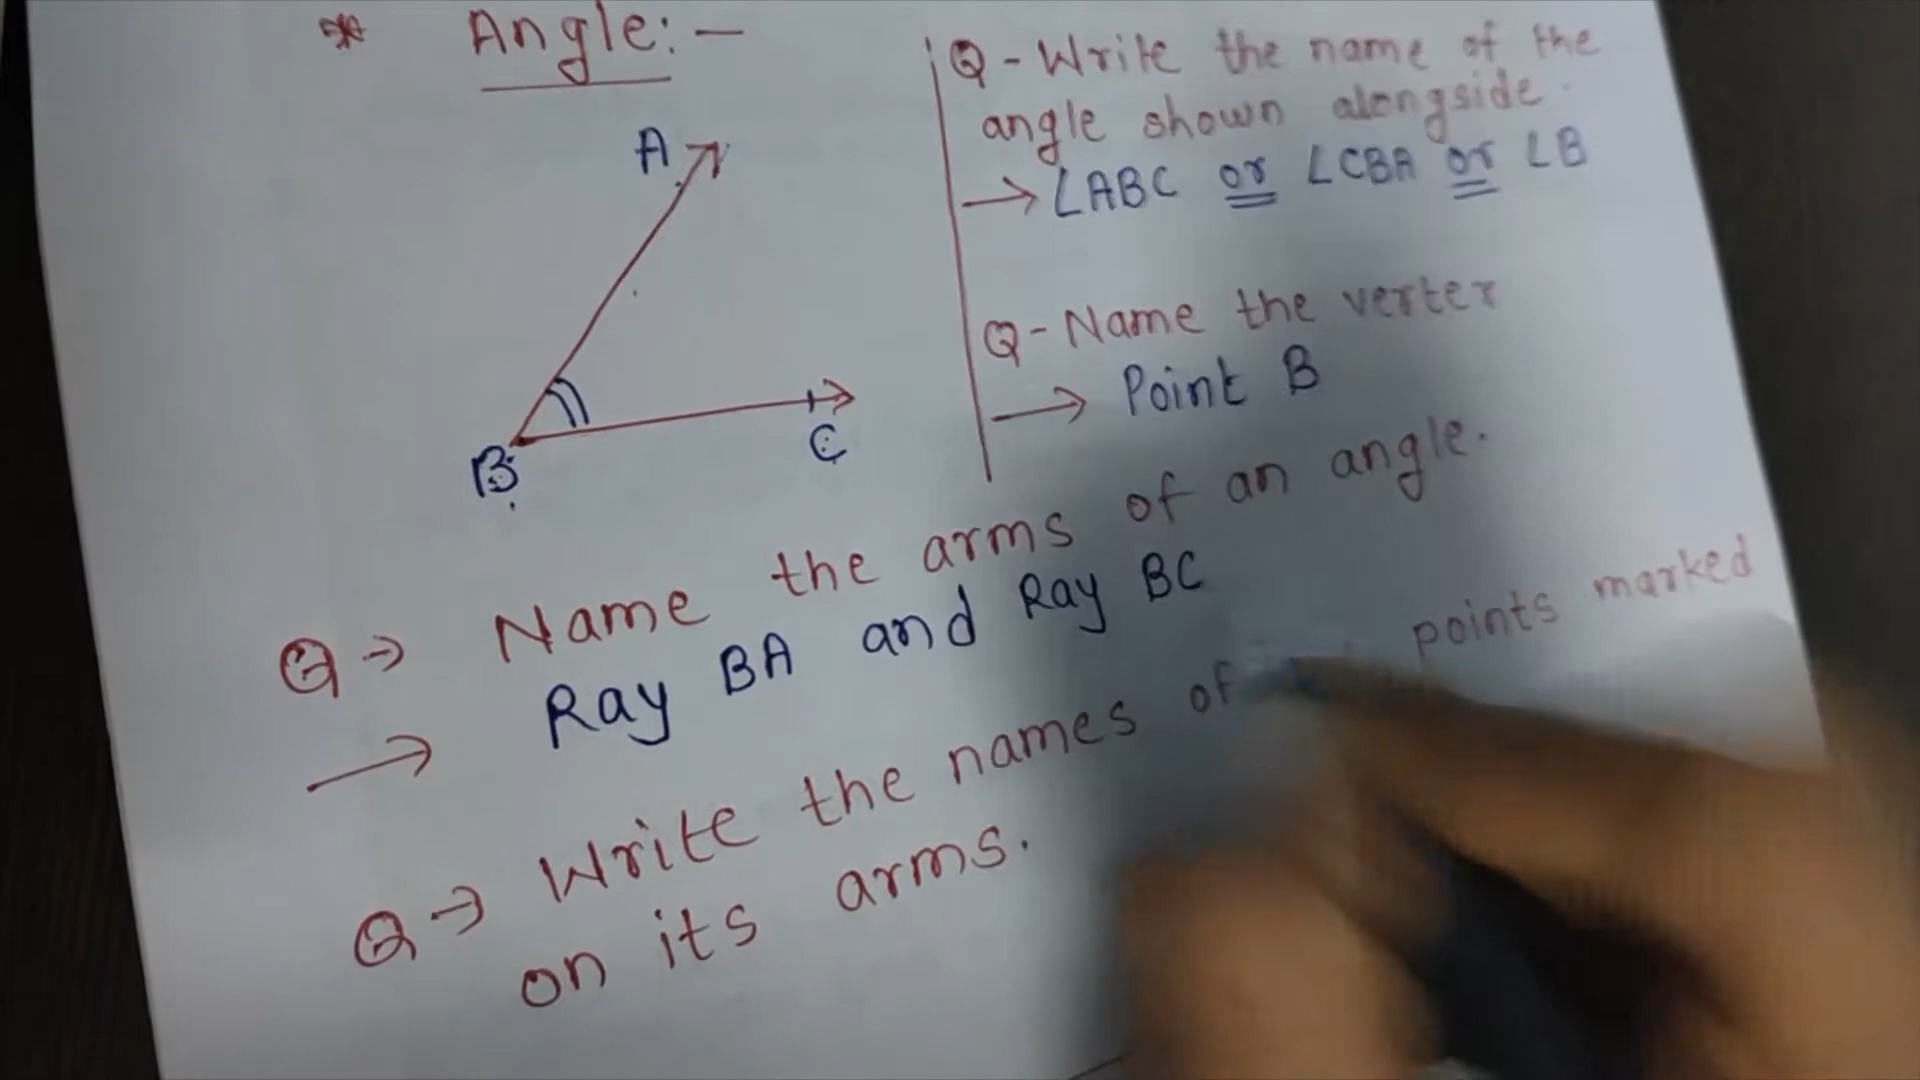 * Angle:-
A
B
C
Q - Write the name of the
angle shown alongside.
→ ∠ABC or ∠CBA or ∠B
Q - Name the vertex
→ Point B
Q → Name the arms of an angle.
→ Ray BA and Ray BC
Q → Write the names of points marked
on its arms.